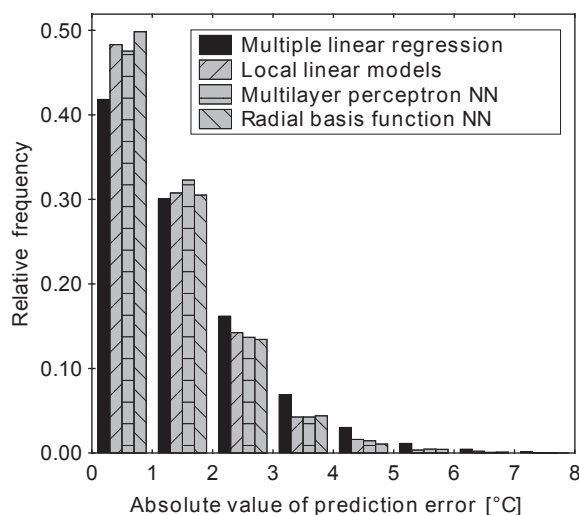 0.50
0.40
0.30
0.20
0.10
0.00
Relative frequency
Multiple linear regression
Local linear models
Multilayer perceptron NN
Radial basis function NN
0 1 2 3 4 5 6 7 8
Absolute value of prediction error [°C]